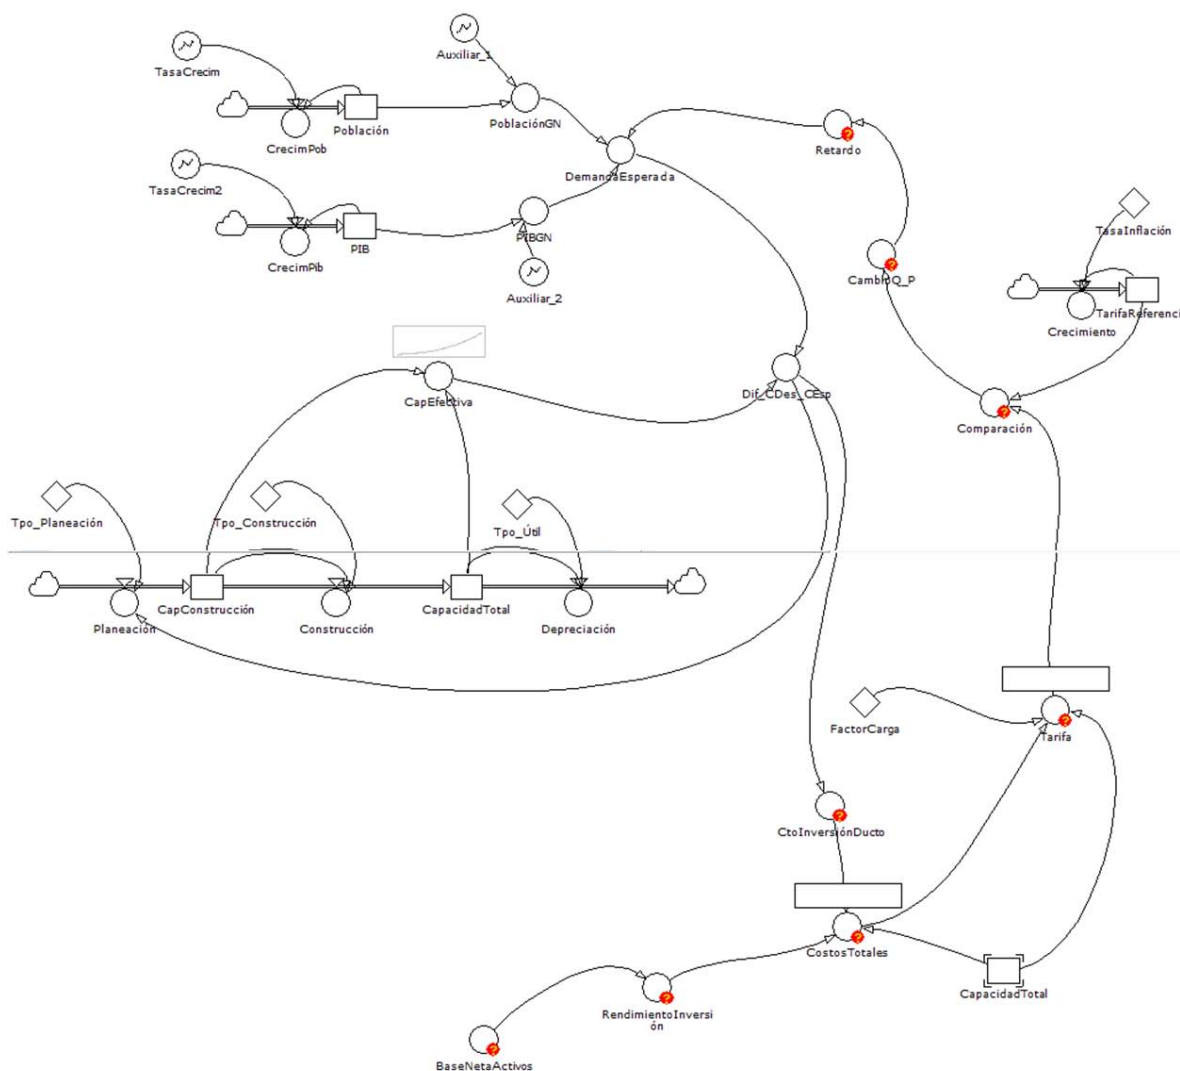 Auxiliar_1
TasaCrecim
Población
PoblaciónGN
CrecimPob
Retardo
TasaCrecim2
DemandaEsperada
PIB
PIBGN
TasaInflación
CrecimPib
CambioQ_P
Auxiliar_2
TarifaReferenci
Crecimiento
CapEfectiva
Dif_CDes_CEsp
Comparación
Tpo_Planeación
Tpo_Construcción
Tpo_Útil
CapConstrucción
CapacidadTotal
Planeación
Construcción
Depreciación
FactorCarga
Tarifa
CtoInversiónDucto
CostosTotales
CapacidadTotal
RendimientoInversi
ón
BaseNetaActivos